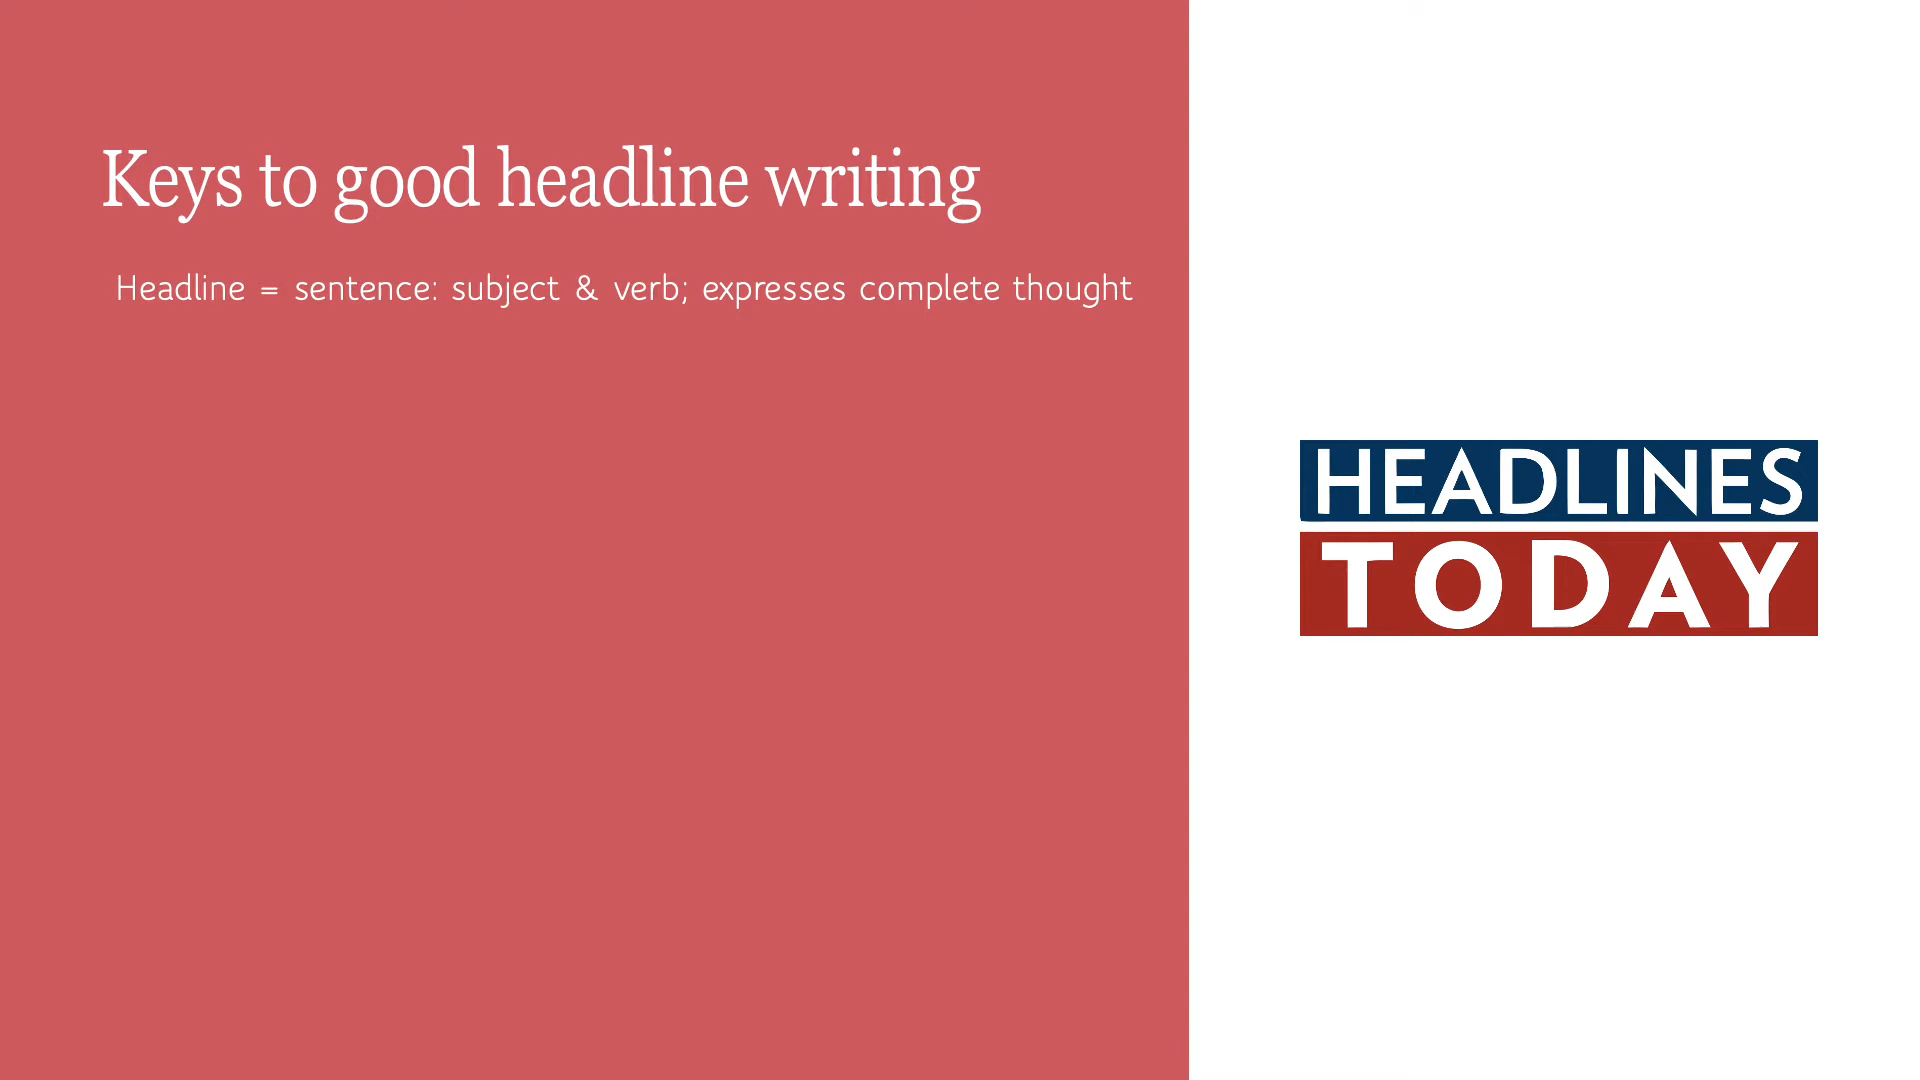 Keys to good headline writing
Headline = sentence: subject & verb; expresses complete thought
HEADLINES
TODAY